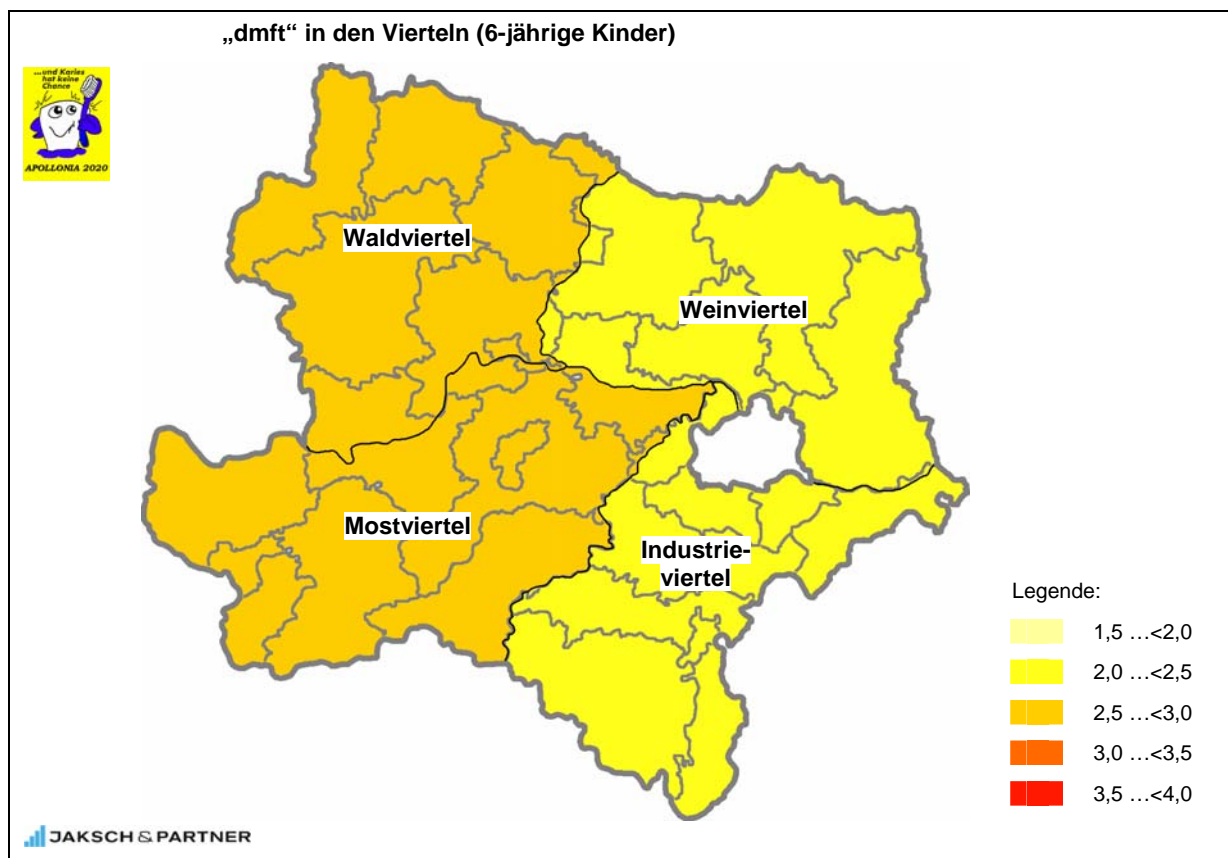 „dmft“ in den Vierteln (6-jährige Kinder)
...und Karies
hat keine
Chance
APOLLONIA 2020
Waldviertel
Weinviertel
Mostviertel
Industrie-
viertel
Legende:
1,5 …<2,0
2,0 …<2,5
2,5 …<3,0
3,0 …<3,5
3,5 …<4,0
JAKSCH & PARTNER